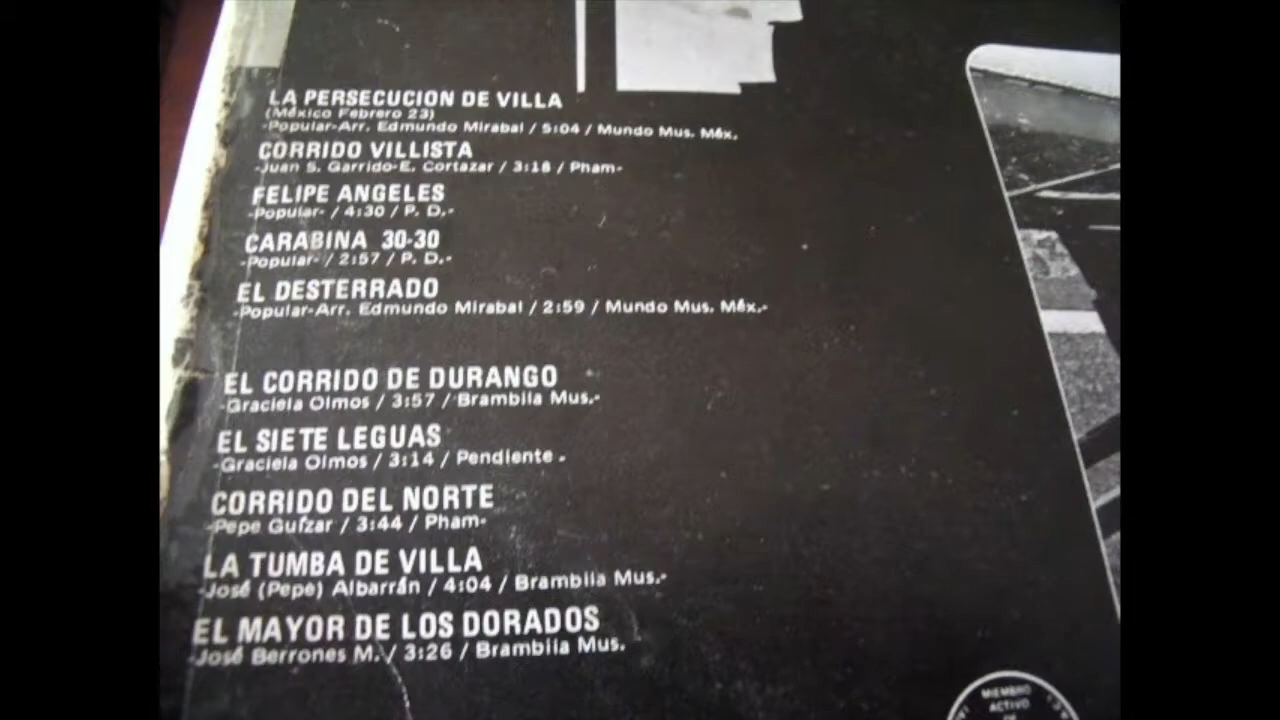 LA PERSECUCION DE VILLA
(México Febrero 23)
-Popular-Arr. Edmundo Mirabal / 5:04 / Mundo Mus. Méx.
CORRIDO VILLISTA
-Juan S. Garrido-E. Cortazar / 3:18 / Pham-
FELIPE ANGELES
-Popular- / 4:30 / P. D.-
CARABINA 30-30
-Popular- / 2:57 / P. D.-
EL DESTERRADO
-Popular-Arr. Edmundo Mirabal / 2:59 / Mundo Mus. Méx.-
EL CORRIDO DE DURANGO
-Graciela Olmos / 3:57 / Brambila Mus.-
EL SIETE LEGUAS
-Graciela Olmos / 3:14 / Pendiente .
CORRIDO DEL NORTE
-Pepe Guízar / 3:44 / Pham-
LA TUMBA DE VILLA
-José (Pepe) Albarrán / 4:04 / Brambila Mus.-
EL MAYOR DE LOS DORADOS
-José Berrones M. / 3:26 / Brambila Mus.
MIEMBRO
ACTIVO
DE